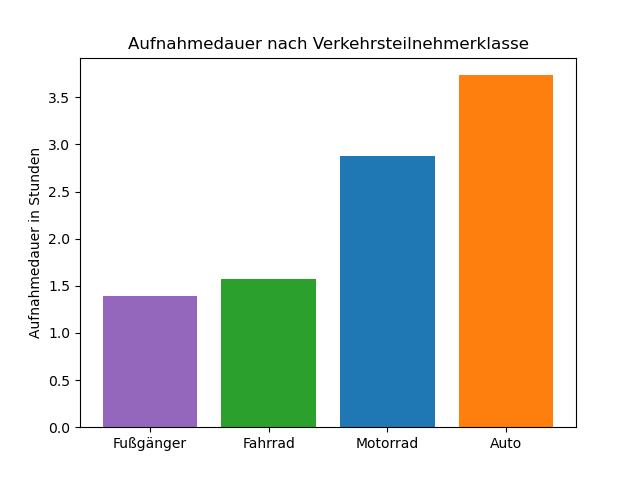 Aufnahmedauer nach Verkehrsteilnehmerklasse
Aufnahmedauer in Stunden
3.5
3.0
2.5
2.0
1.5
1.0
0.5
0.0
Fußgänger Fahrrad Motorrad Auto